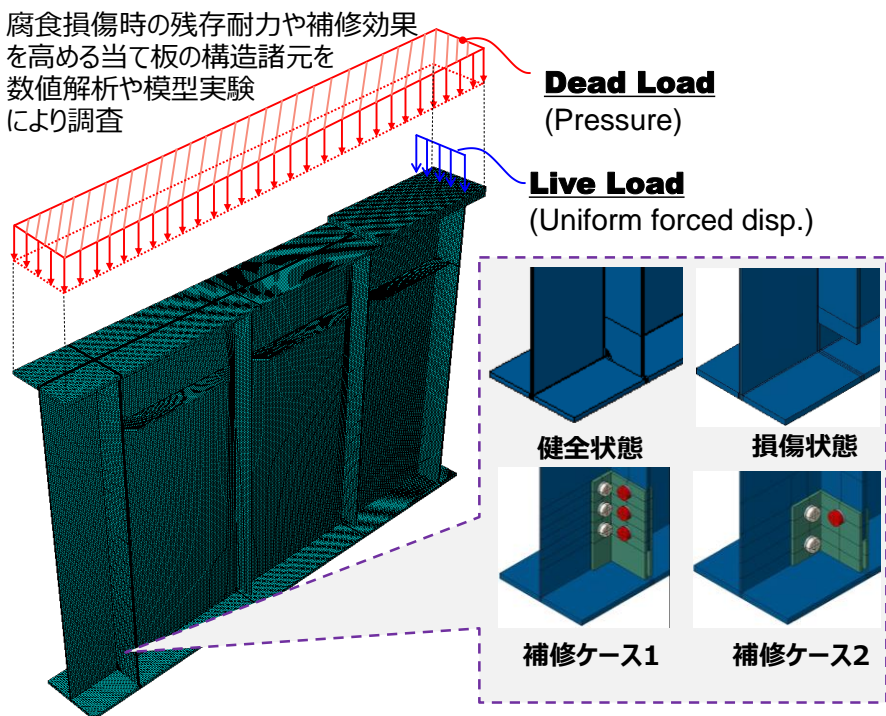 腐食損傷時の残存耐力や補修効果
を高める当て板の構造諸元を
数値解析や模型実験
により調査
Dead Load
(Pressure)
Live Load
(Uniform forced disp.)
健全状態
損傷状態
補修ケース1
補修ケース2